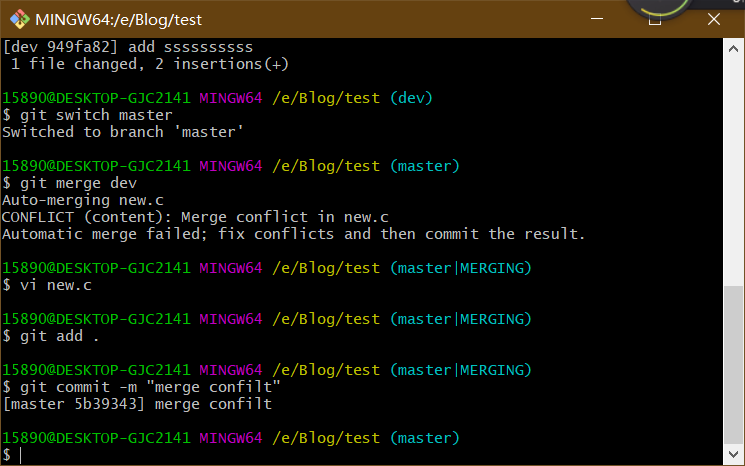 MINGW64:/e/Blog/test
[dev 949fa82] add ssssssssss
 1 file changed, 2 insertions(+)
15890@DESKTOP-GJC2141 MINGW64 /e/Blog/test (dev)
$ git switch master
Switched to branch 'master'
15890@DESKTOP-GJC2141 MINGW64 /e/Blog/test (master)
$ git merge dev
Auto-merging new.c
CONFLICT (content): Merge conflict in new.c
Automatic merge failed; fix conflicts and then commit the result.
15890@DESKTOP-GJC2141 MINGW64 /e/Blog/test (master|MERGING)
$ vi new.c
15890@DESKTOP-GJC2141 MINGW64 /e/Blog/test (master|MERGING)
$ git add .
15890@DESKTOP-GJC2141 MINGW64 /e/Blog/test (master|MERGING)
$ git commit -m "merge confilt"
[master 5b39343] merge confilt
15890@DESKTOP-GJC2141 MINGW64 /e/Blog/test (master)
$